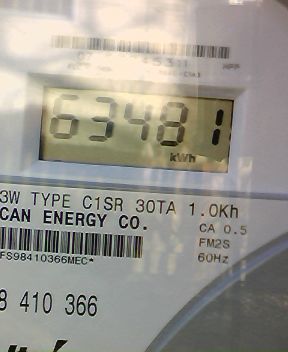 63481
kWh
3W TYPE C1SR 30TA 1.0Kh
CAN ENERGY CO.
CA 0.5
FM2S
60Hz
FS98410366MEC*
8 410 366